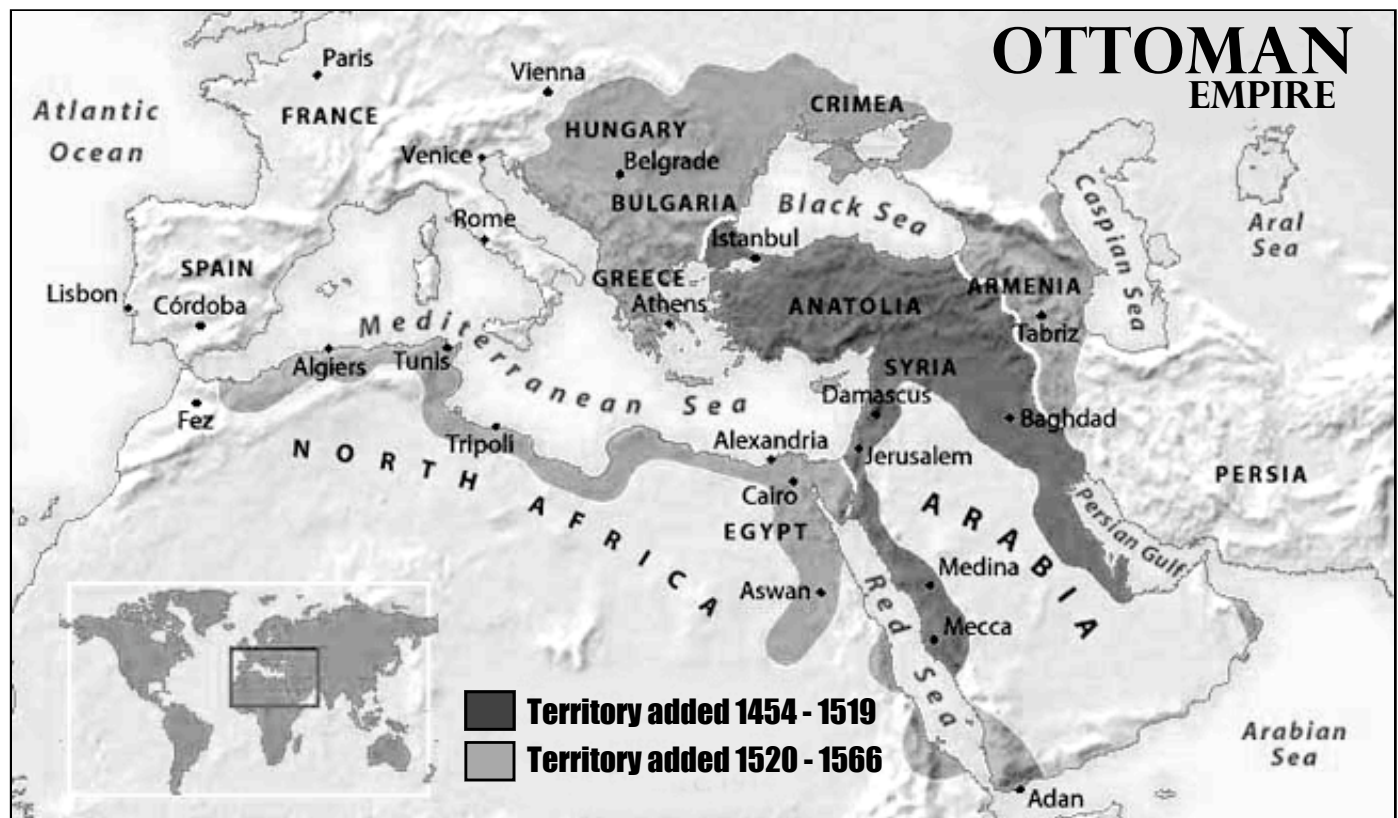 OTTOMAN
EMPIRE
Paris
Vienna
Atlantic
Ocean
FRANCE
CRIMEA
HUNGARY
Venice
Belgrade
Caspian Sea
BULGARIA
Black Sea
Rome
Istanbul
Aral
Sea
SPAIN
GREECE
ARMENIA
Lisbon
Córdoba
Athens
ANATOLIA
Mediterranean Sea
Tabriz
Algiers
Tunis
SYRIA
Damascus
Fez
Baghdad
Tripoli
Alexandria
Jerusalem
NORTH AFRICA
PERSIA
Cairo
ARABIA
Persian Gulf
EGYPT
Medina
Aswan
Red Sea
Mecca
Territory added 1454 - 1519
Territory added 1520 - 1566
Arabian
Sea
Adan